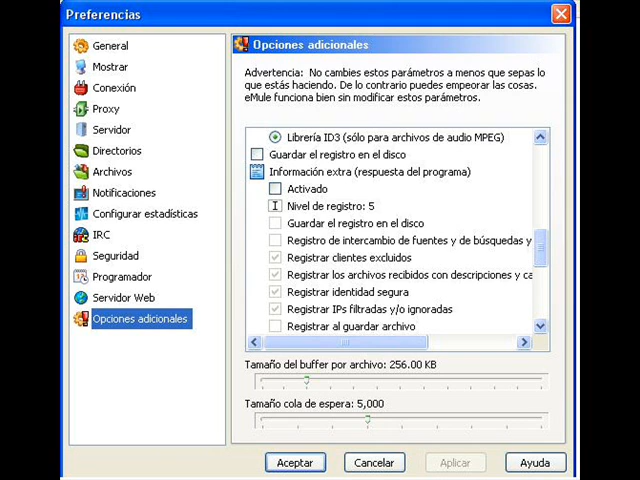 Preferencias
General
Mostrar
Conexión
Proxy
Servidor
Directorios
Archivos
Notificaciones
Configurar estadísticas
IRC
Seguridad
Programador
Servidor Web
Opciones adicionales
Opciones adicionales
Advertencia: No cambies estos parámetros a menos que sepas lo
que estás haciendo. De lo contrario puedes empeorar las cosas.
eMule funciona bien sin modificar estos parámetros.
Librería ID3 (sólo para archivos de audio MPEG)
Guardar el registro en el disco
Información extra (respuesta del programa)
Activado
Nivel de registro: 5
Guardar el registro en el disco
Registro de intercambio de fuentes y de búsquedas y
Registrar clientes excluidos
Registrar los archivos recibidos con descripciones y ca
Registrar identidad segura
Registrar IPs filtradas y/o ignoradas
Registrar al guardar archivo
Tamaño del buffer por archivo: 256.00 KB
Tamaño cola de espera: 5,000
Aceptar
Cancelar
Aplicar
Ayuda